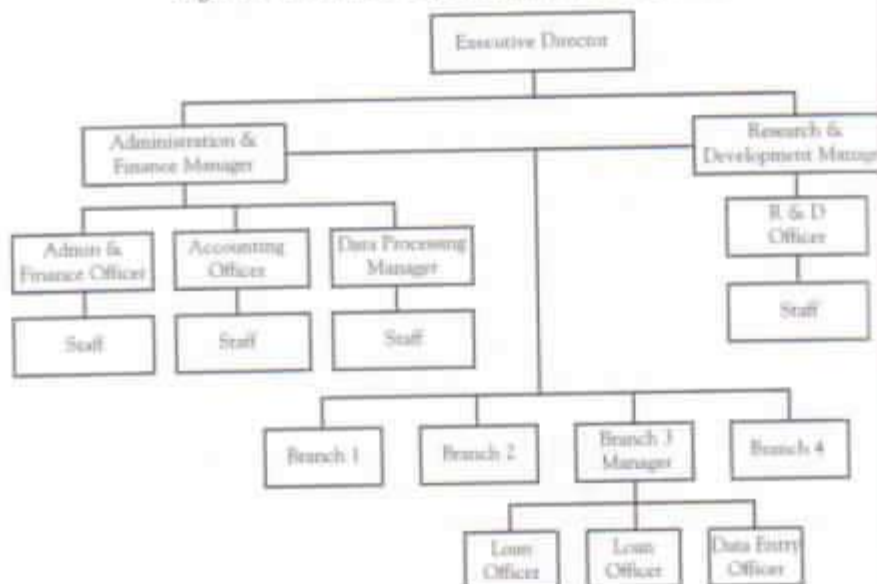 Executive Director
Administration &
Finance Manager
Research &
Development
R & D
Officer
Admin &
Finance Officer
Accounting
Officer
Data Processing
Manager
Staff
Staff
Staff
Staff
Branch 1
Branch 2
Branch 3
Manager
Branch 4
Loan
Officer
Loan
Officer
Data Entry
Officer